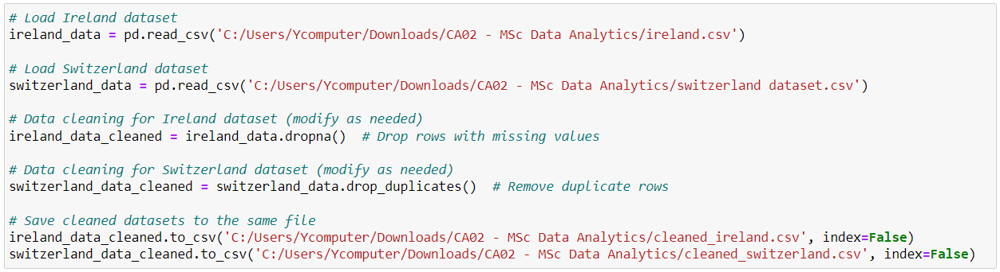 # Load Ireland dataset
ireland_data = pd.read_csv('C:/Users/Ycomputer/Downloads/CA02 - MSc Data Analytics/ireland.csv')
# Load Switzerland dataset
switzerland_data = pd.read_csv('C:/Users/Ycomputer/Downloads/CA02 - MSc Data Analytics/switzerland dataset.csv')
# Data cleaning for Ireland dataset (modify as needed)
ireland_data_cleaned = ireland_data.dropna()  # Drop rows with missing values
# Data cleaning for Switzerland dataset (modify as needed)
switzerland_data_cleaned = switzerland_data.drop_duplicates()  # Remove duplicate rows
# Save cleaned datasets to the same file
ireland_data_cleaned.to_csv('C:/Users/Ycomputer/Downloads/CA02 - MSc Data Analytics/cleaned_ireland.csv', index=False)
switzerland_data_cleaned.to_csv('C:/Users/Ycomputer/Downloads/CA02 - MSc Data Analytics/cleaned_switzerland.csv', index=False)